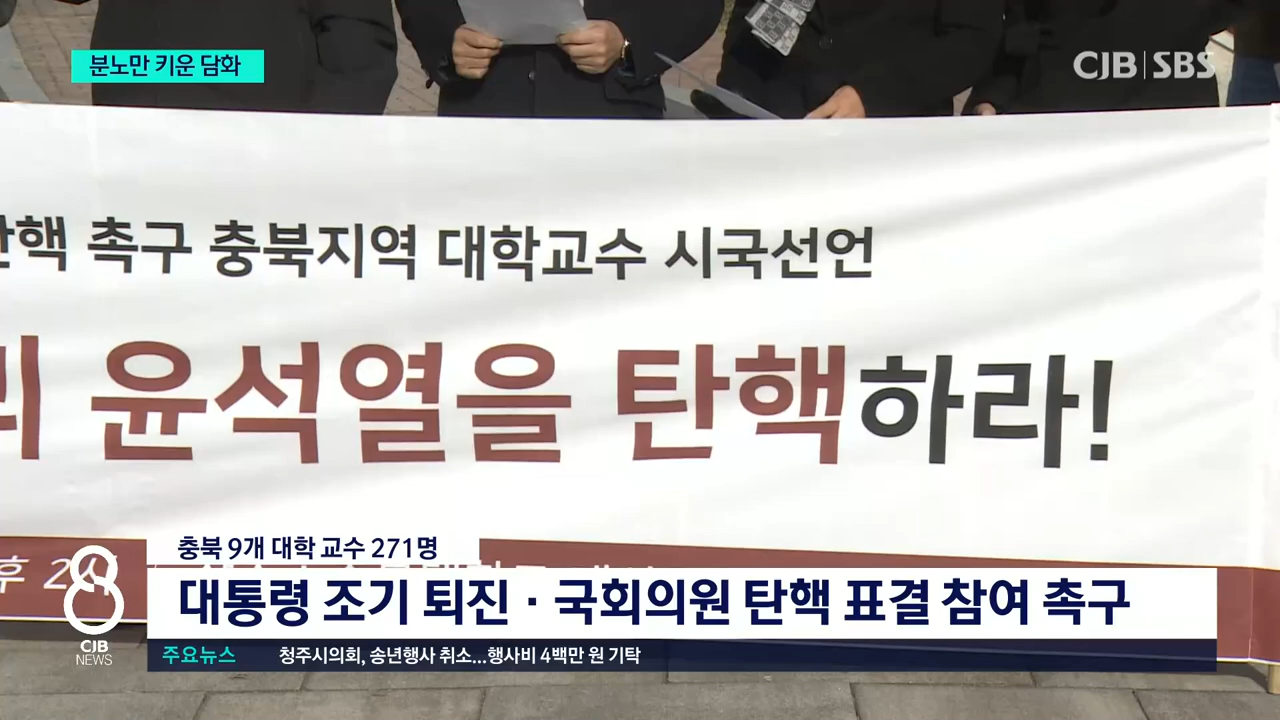 분노만 키운 담화
CJB SBS
탄핵 촉구 충북지역 대학교수 시국선언
윤석열을 탄핵하라!
충북 9개 대학 교수 271명
대통령 조기 퇴진·국회의원 탄핵 표결 참여 촉구
8
CJB
NEWS
주요뉴스 청주시의회, 송년행사 취소...행사비 4백만 원 기탁